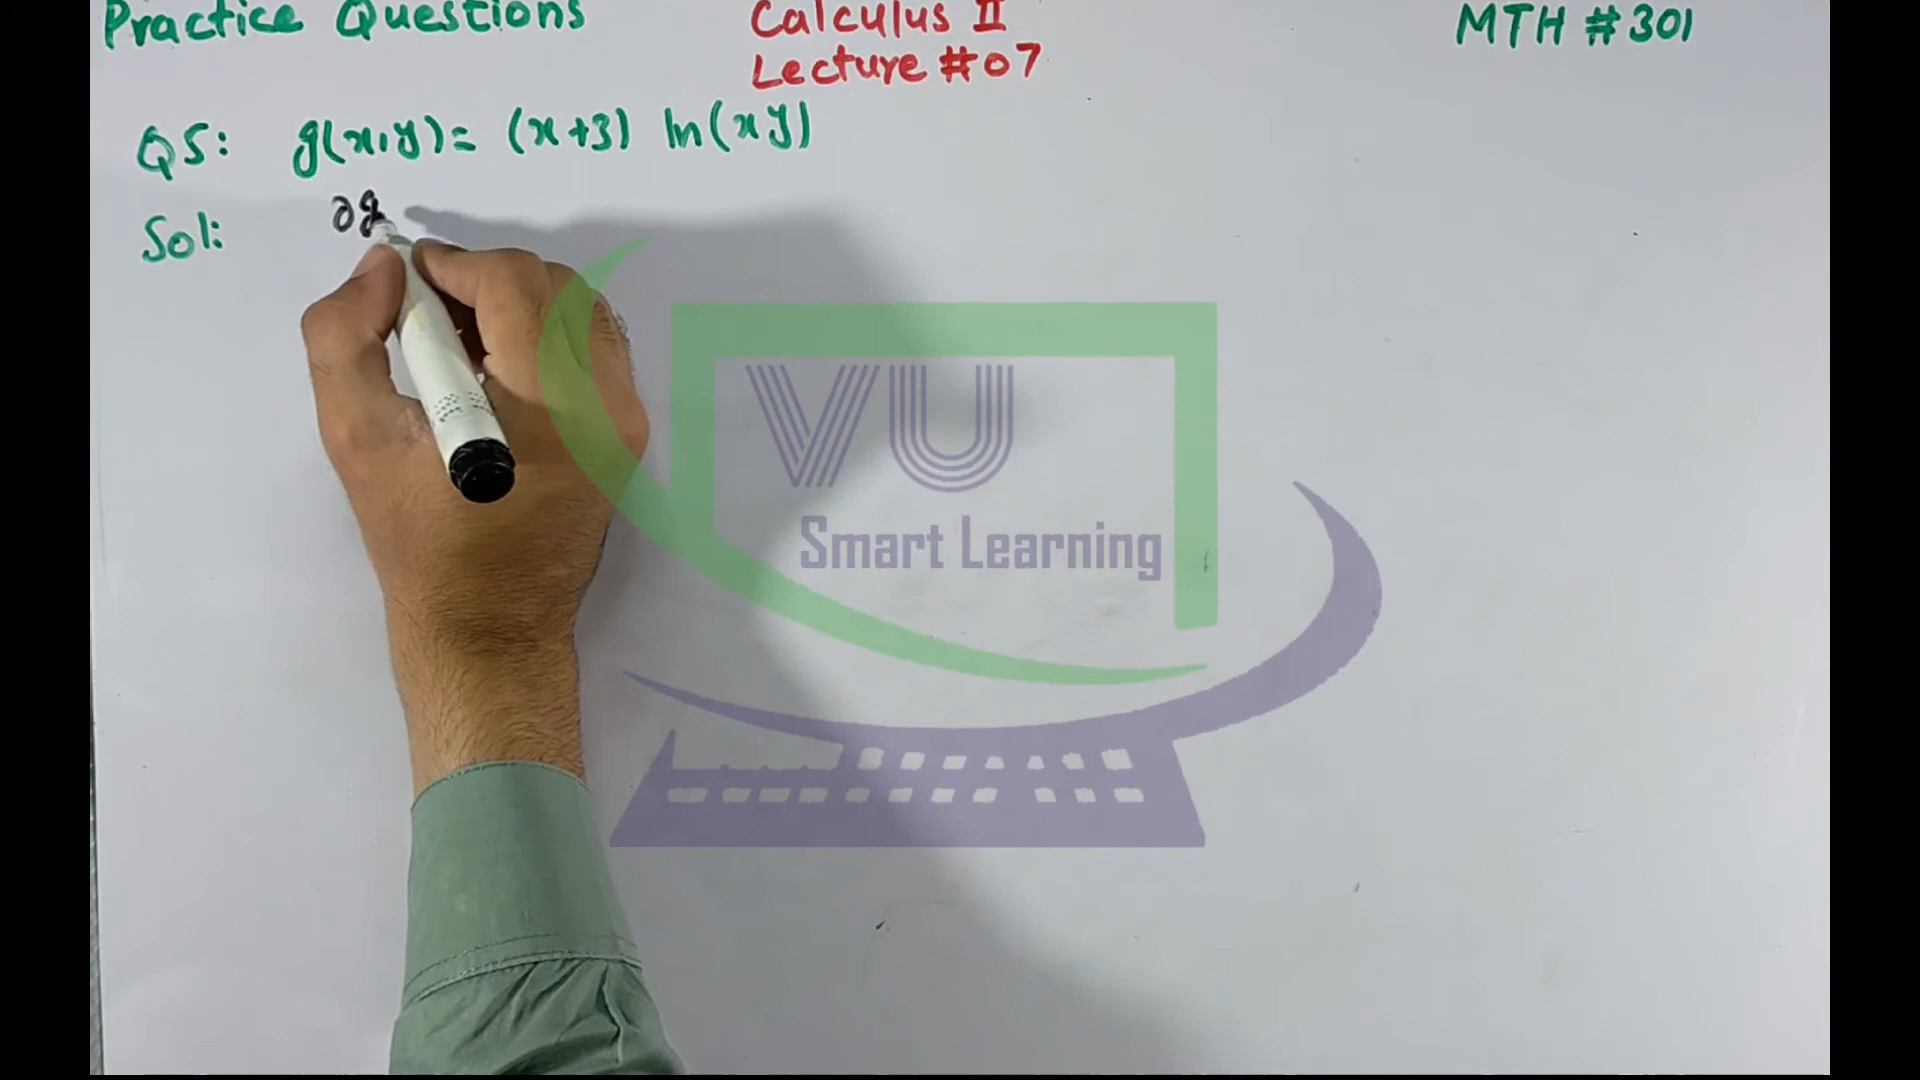 Practice Questions
Calculus II
MTH #301
Lecture #07
Q5: g(x,y)= (x+3) ln(xy)
Sol: ∂g
VU
Smart Learning